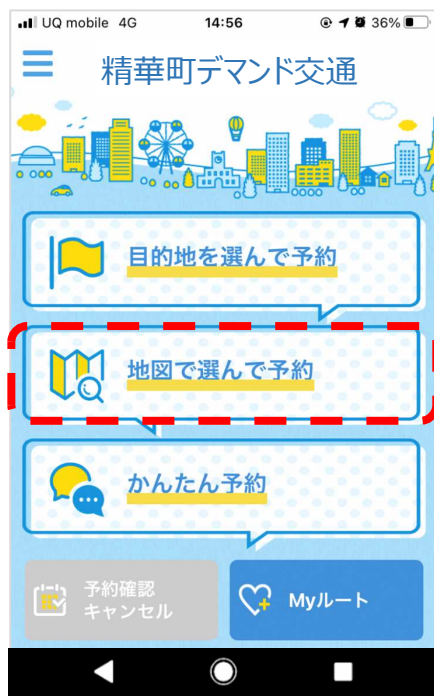 UQ mobile 4G 14:56 36%
精華町デマンド交通
目的地を選んで予約
地図で選んで予約
かんたん予約
予約確認
キャンセル
Myルート